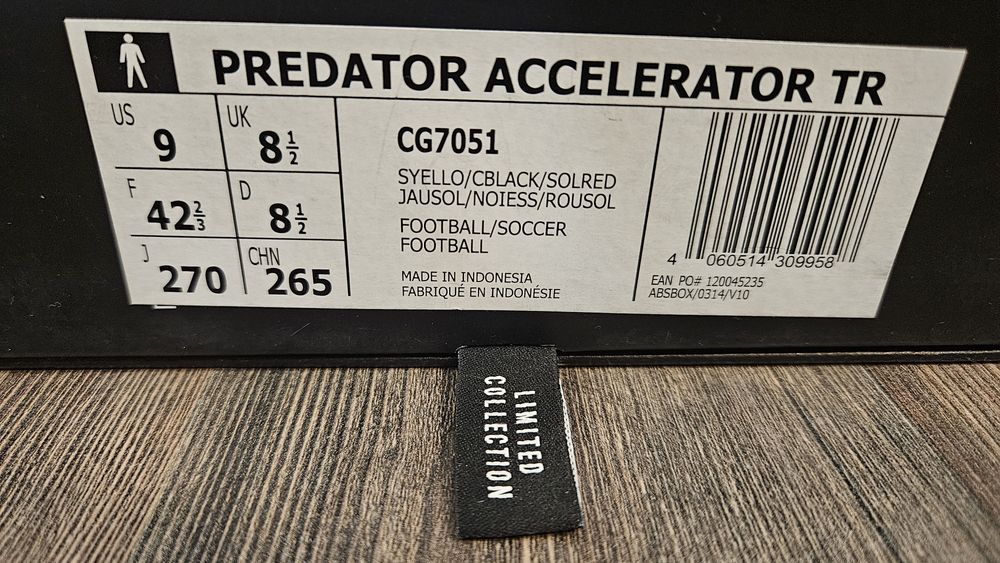 PREDATOR ACCELERATOR TR
US 9
UK 8 1/2
F 42 2/3
D 8 1/2
J 270
CHN 265
CG7051
SYELLO/CBLACK/SOLRED
JAUSOL/NOIESS/ROUSOL
FOOTBALL/SOCCER
FOOTBALL
MADE IN INDONESIA
FABRIQUÉ EN INDONÉSIE
4 060514 309958
EAN PO# 120045235
ABSBOX/0314/V10
LIMITED
COLLECTION